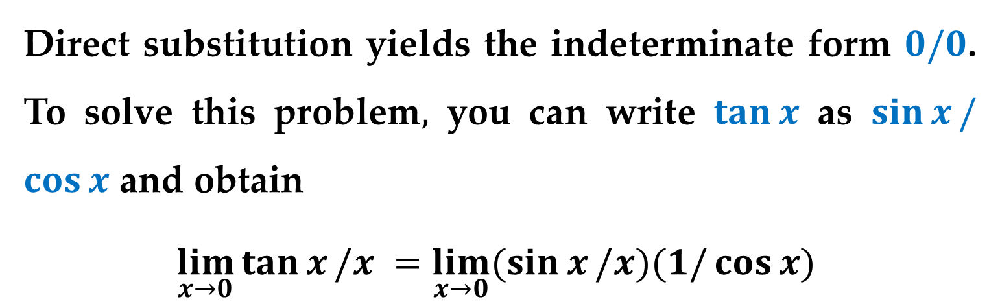 Direct substitution yields the indeterminate form 0/0.
To solve this problem, you can write tan x as sin x /
cos x and obtain
lim x→0 tan x /x = lim x→0 (sin x /x)(1/ cos x)